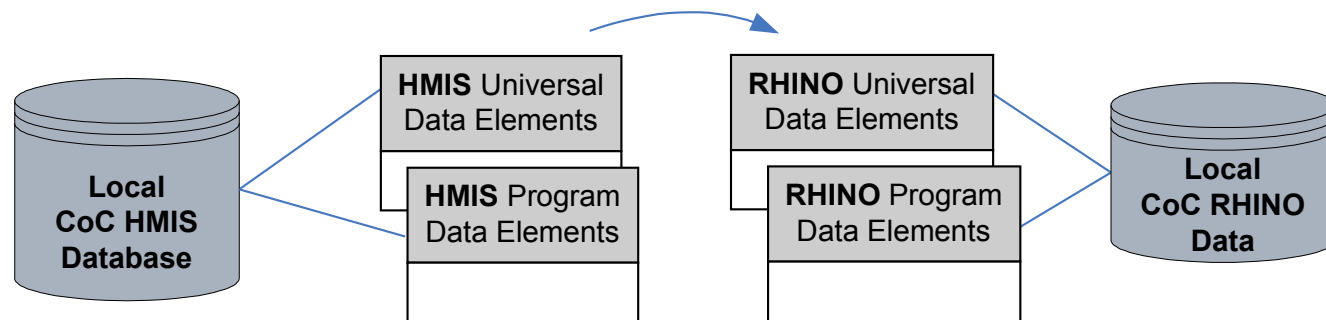 Local
CoC HMIS
Database
HMIS Universal
Data Elements
HMIS Program
Data Elements
RHINO Universal
Data Elements
RHINO Program
Data Elements
Local
CoC RHINO
Data